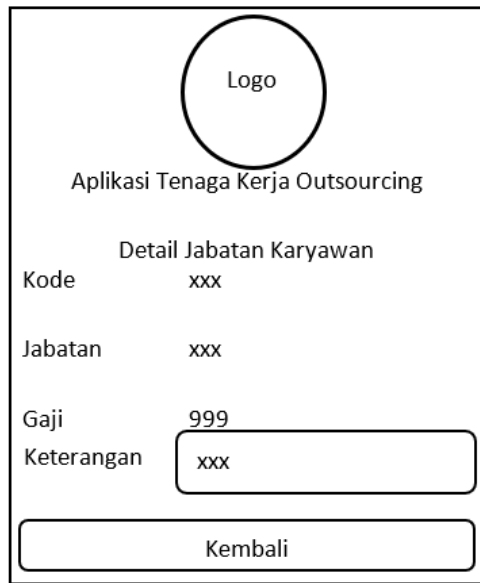 Logo
Aplikasi Tenaga Kerja Outsourcing
Detail Jabatan Karyawan
Kode xxx
Jabatan xxx
Gaji 999
Keterangan xxx
Kembali